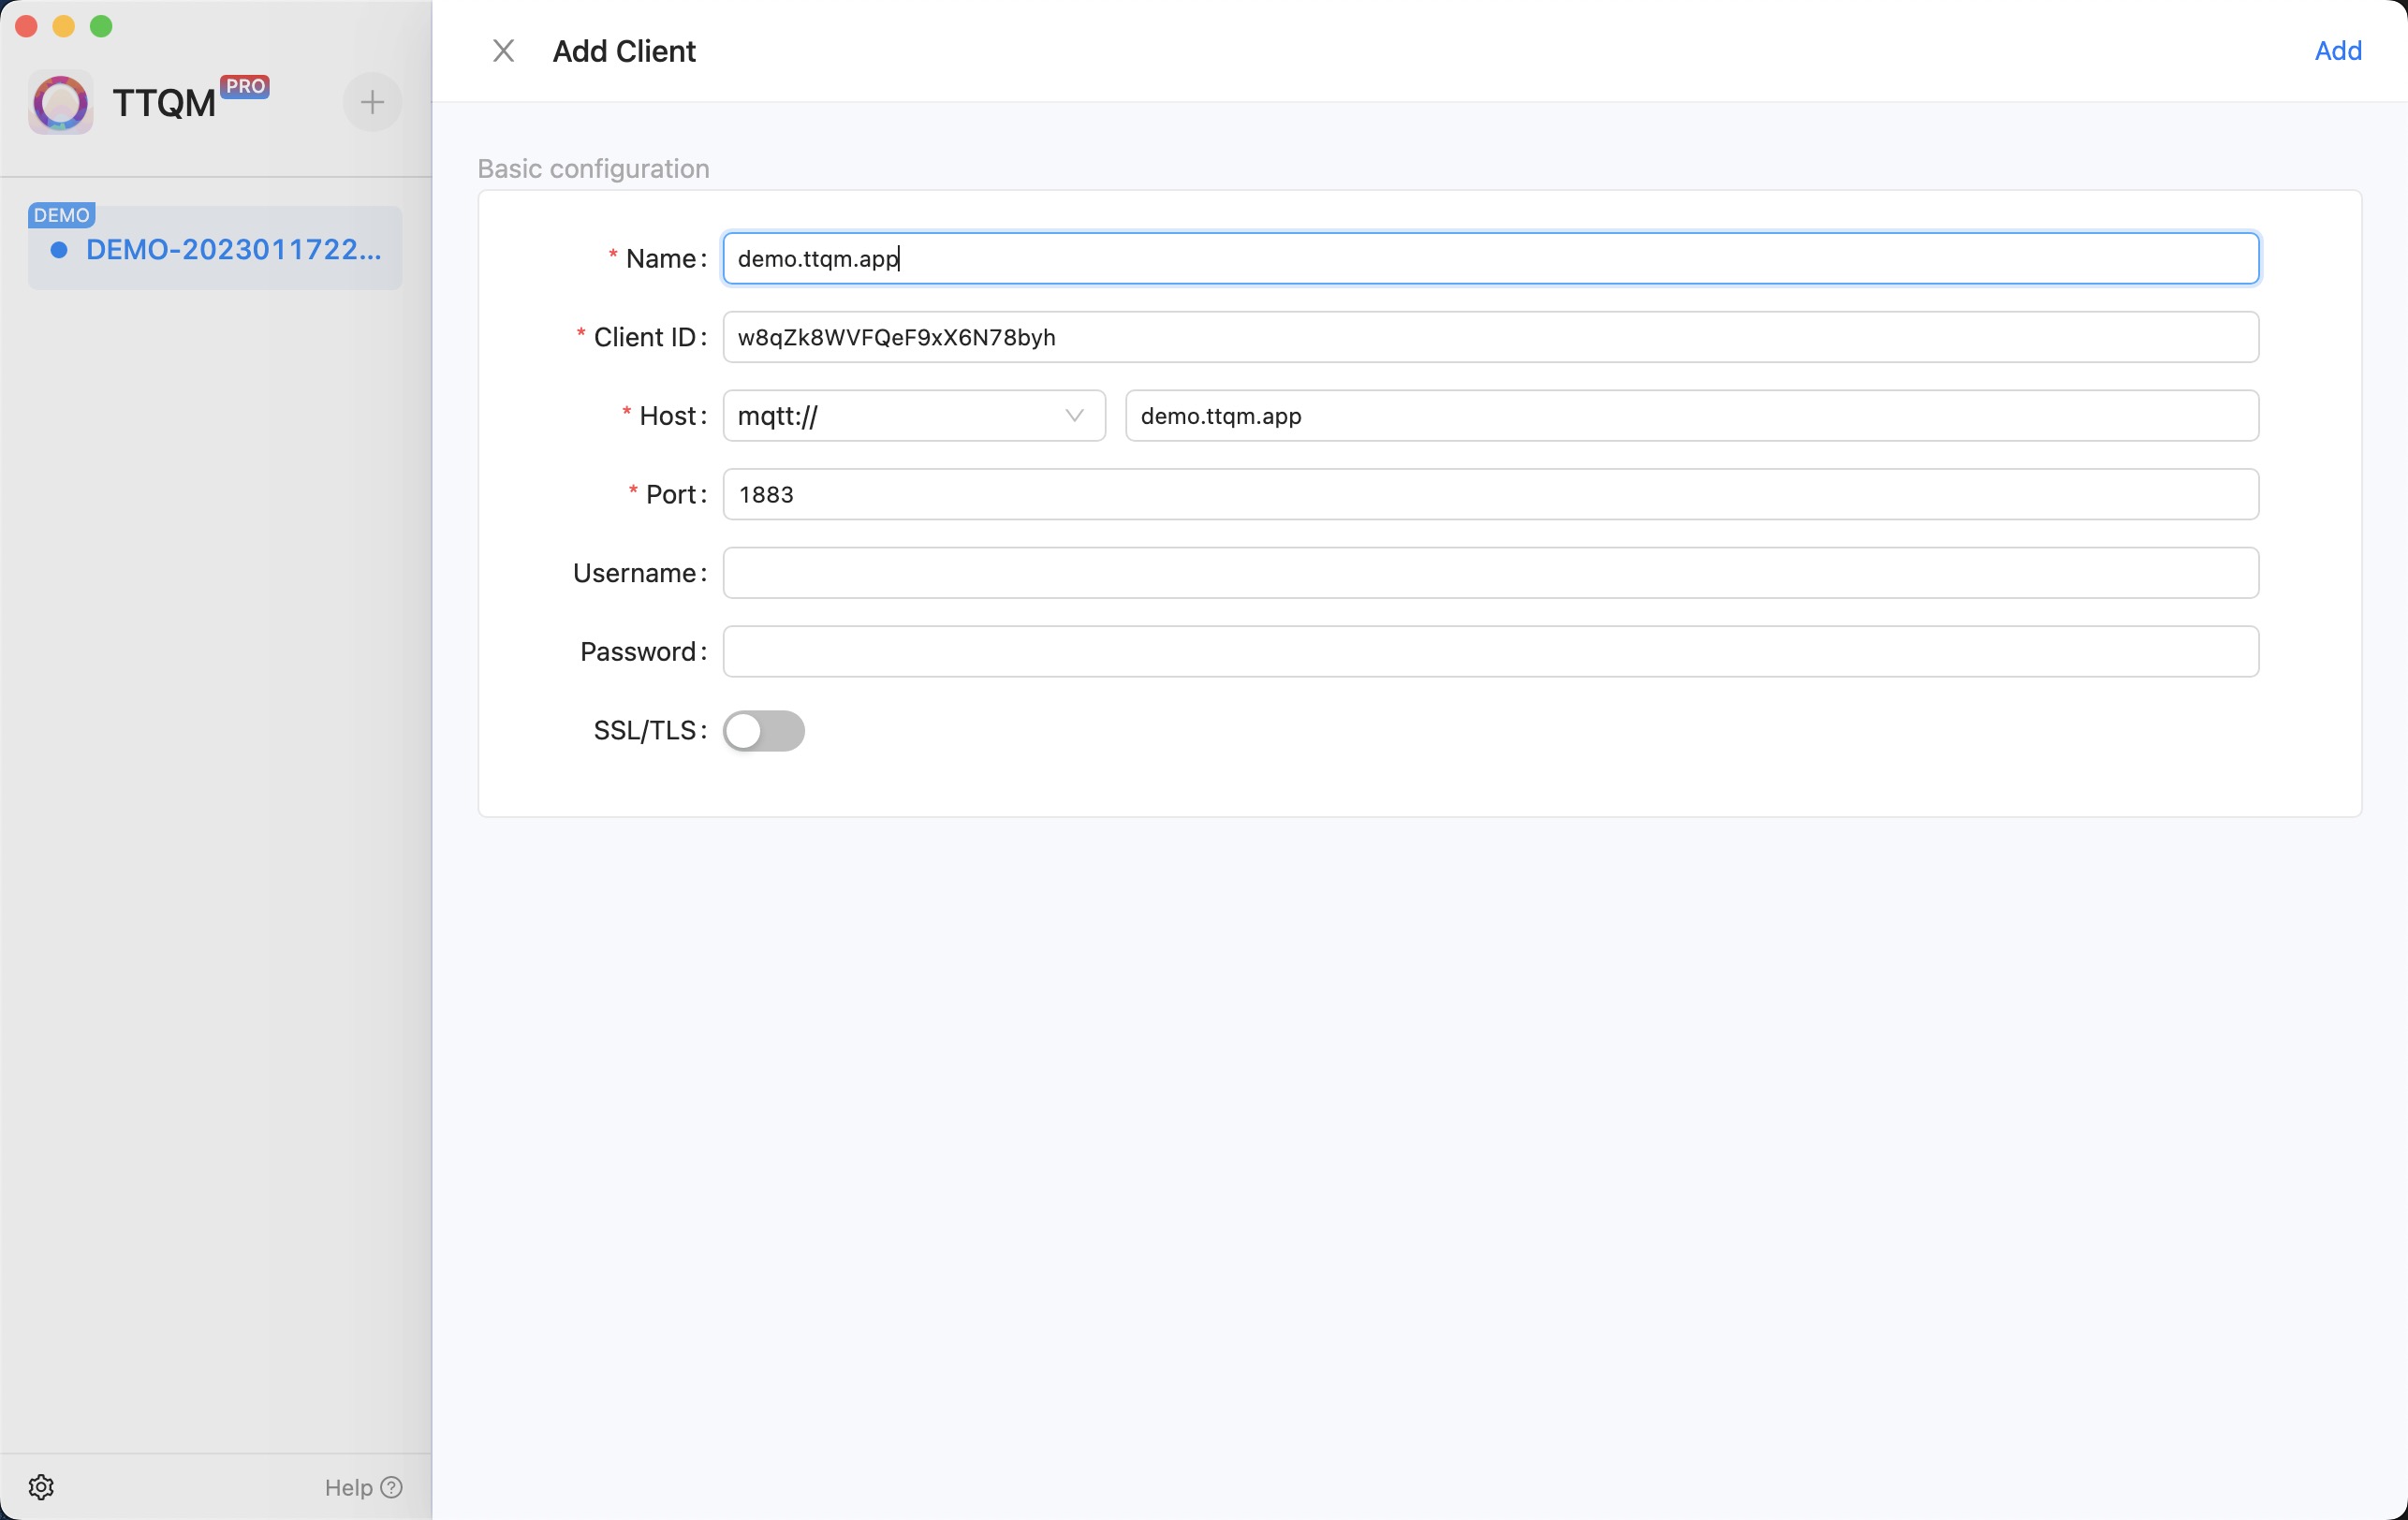 TTQM PRO
DEMO
DEMO-2023011722...
Help
Add Client
Add
Basic configuration
* Name: demo.ttqm.app
* Client ID: w8qZk8WVFQeF9xX6N78byh
* Host: mqtt:// demo.ttqm.app
* Port: 1883
Username:
Password:
SSL/TLS: